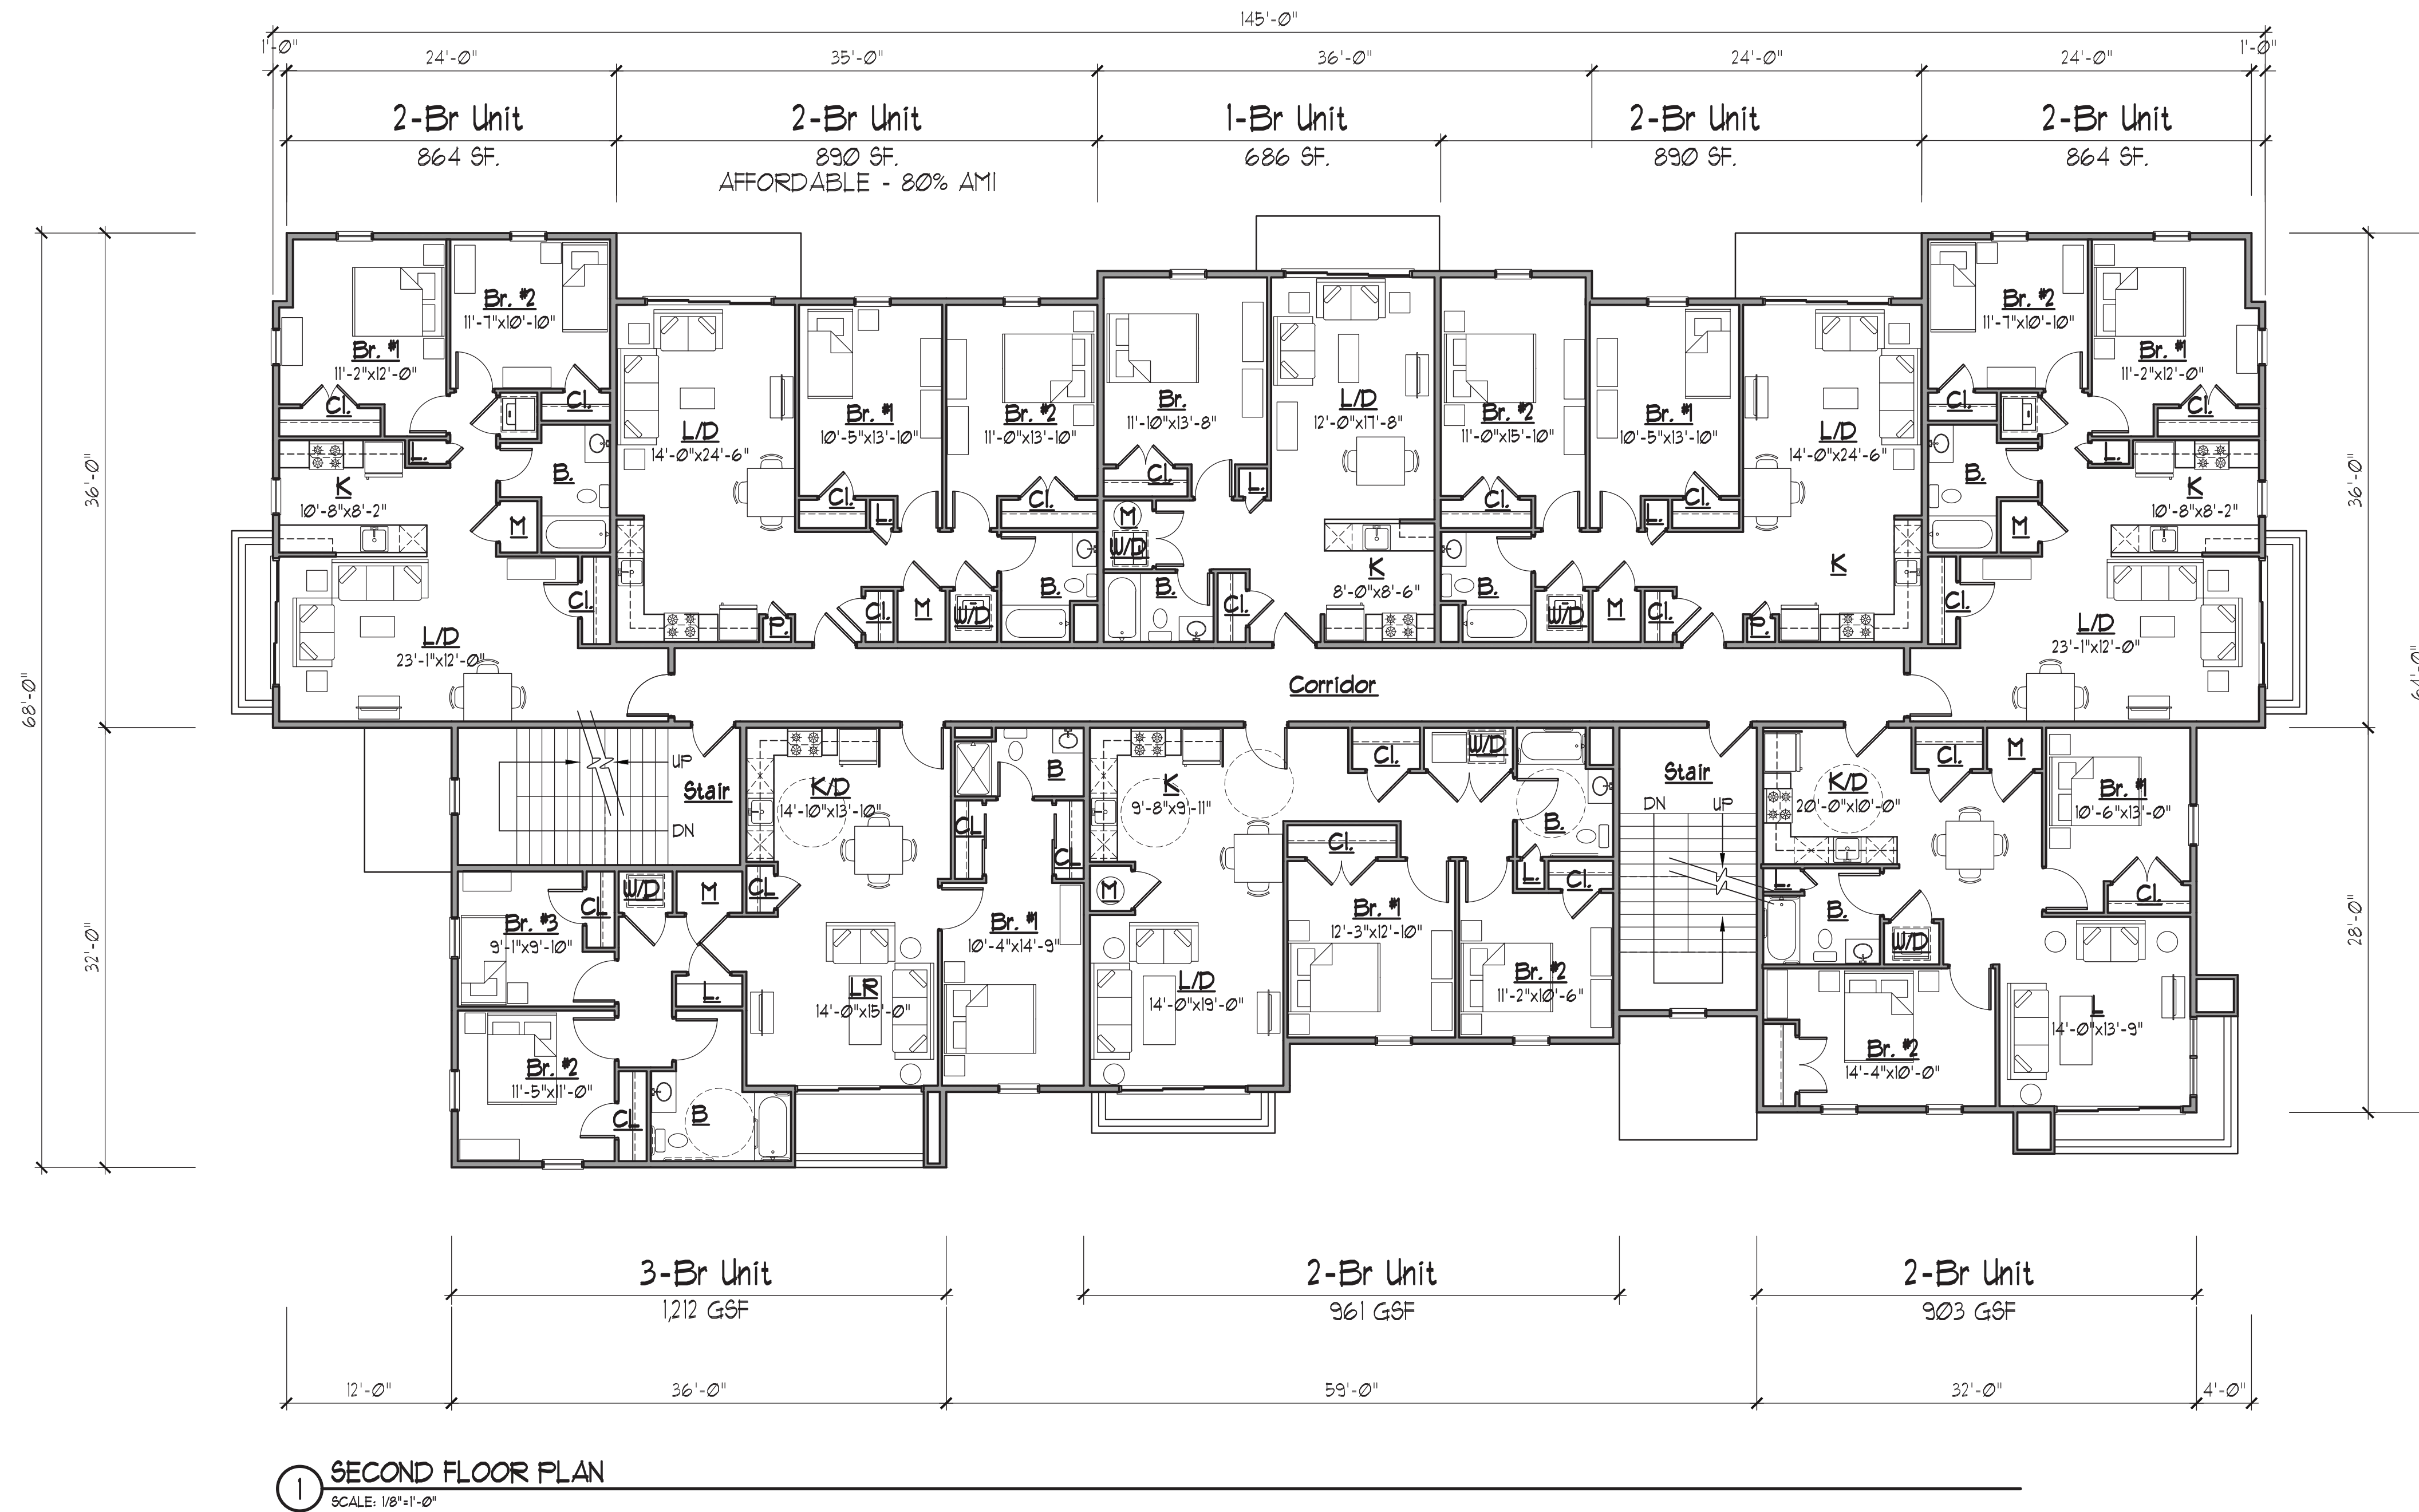 145'-0"
1'-0" 24'-0" 35'-0" 36'-0" 24'-0" 24'-0" 1'-0"
2-Br Unit 2-Br Unit 1-Br Unit 2-Br Unit 2-Br Unit
864 SF. 890 SF. 686 SF. 890 SF. 864 SF.
AFFORDABLE - 80% AMI
68'-0"
36'-0"
32'-0"
36'-0"
28'-0"
64'-0"
Br. #1
11'-2"x12'-0"
Cl.
Br. #2
11'-7"x10'-10"
Cl.
L.
K
10'-8"x8'-2"
B.
M
Cl.
L/D
23'-1"x12'-0"
L/D
14'-0"x24'-6"
Br. #1
10'-5"x13'-10"
Cl.
L.
Br. #2
11'-0"x13'-10"
Cl.
P.
Cl.
M
W/D
B.
Br.
11'-10"x13'-8"
Cl.
L.
M
W/D
B.
Cl.
L/D
12'-0"x17'-8"
K
8'-0"x8'-6"
Br. #2
11'-0"x15'-10"
Cl.
Br. #1
10'-5"x13'-10"
L.
Cl.
B.
W/D
M
Cl.
L/D
14'-0"x24'-6"
K
P.
Br. #2
11'-7"x10'-10"
Cl.
Br. #1
11'-2"x12'-0"
Cl.
L.
B.
K
10'-8"x8'-2"
M
Cl.
L/D
23'-1"x12'-0"
Corridor
UP
Stair
DN
K/D
14'-10"x13'-10"
B
CL
CL
CL
Br. #3
9'-1"x9'-10"
CL
W/D
M
L.
Br. #2
11'-5"x11'-0"
CL
B
LR
14'-0"x15'-0"
Br. #1
10'-4"x14'-9"
K
9'-8"x9'-11"
M
L/D
14'-0"x19'-0"
Cl.
W/D
B.
Cl.
L.
Cl.
Br. #1
12'-3"x12'-10"
Br. #2
11'-2"x10'-6"
Stair
DN UP
K/D
20'-0"x10'-0"
Cl.
M
Br. #1
10'-6"x13'-0"
Cl.
L.
B.
W/D
Br. #2
14'-4"x10'-0"
L
14'-0"x13'-9"
3-Br Unit 2-Br Unit 2-Br Unit
1,212 GSF 961 GSF 903 GSF
12'-0" 36'-0" 59'-0" 32'-0" 4'-0"
1 SECOND FLOOR PLAN
SCALE: 1/8"=1'-0"